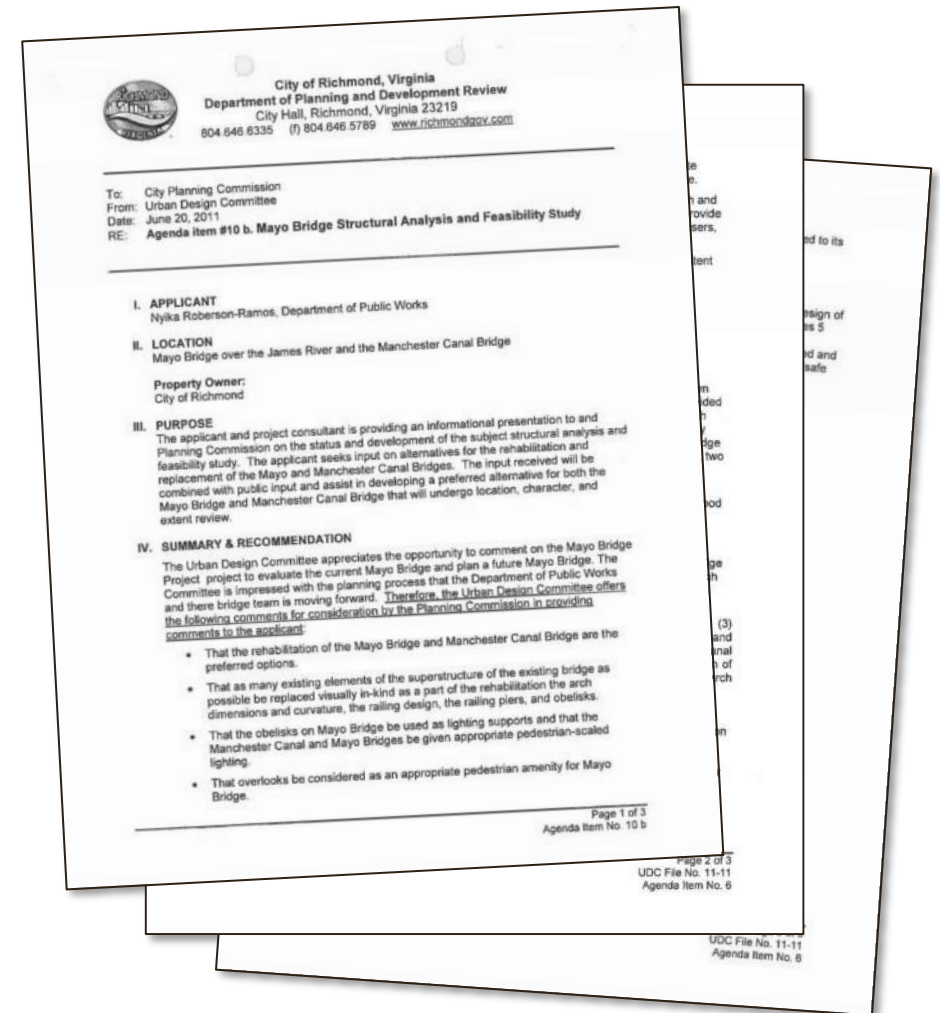 City of Richmond, Virginia
Department of Planning and Development Review
City Hall, Richmond, Virginia 23219
804.646.6335 (f) 804.646.5789 www.richmondgov.com
To: City Planning Commission
From: Urban Design Committee
Date: June 20, 2011
RE: Agenda item #10 b. Mayo Bridge Structural Analysis and Feasibility Study
I. APPLICANT
Nyika Roberson-Ramos, Department of Public Works
II. LOCATION
Mayo Bridge over the James River and the Manchester Canal Bridge
Property Owner:
City of Richmond
III. PURPOSE
The applicant and project consultant is providing an informational presentation to and
Planning Commission on the status and development of the subject structural analysis and
feasibility study. The applicant seeks input on alternatives for the rehabilitation and
replacement of the Mayo and Manchester Canal Bridges. The input received will be
combined with public input and assist in developing a preferred alternative for both the
Mayo Bridge and Manchester Canal Bridge that will undergo location, character, and
extent review.
IV. SUMMARY & RECOMMENDATION
The Urban Design Committee appreciates the opportunity to comment on the Mayo Bridge
Project project to evaluate the current Mayo Bridge and plan a future Mayo Bridge. The
Committee is impressed with the planning process that the Department of Public Works
and there bridge team is moving forward. Therefore, the Urban Design Committee offers
the following comments for consideration by the Planning Commission in providing
comments to the applicant:
• That the rehabilitation of the Mayo Bridge and Manchester Canal Bridge are the
preferred options.
• That as many existing elements of the superstructure of the existing bridge as
possible be replaced visually in-kind as a part of the rehabilitation the arch
dimensions and curvature, the railing design, the railing piers, and obelisks.
• That the obelisks on Mayo Bridge be used as lighting supports and that the
Manchester Canal and Mayo Bridges be given appropriate pedestrian-scaled
lighting.
• That overlooks be considered as an appropriate pedestrian amenity for Mayo
Bridge.
Page 1 of 3
Agenda Item No. 10 b
and
two
(3)
and
of
Page 2 of 3
UDC File No. 11-11
Agenda Item No. 6
to its
of
5
and
safe
UDC File No. 11-11
Agenda Item No. 6